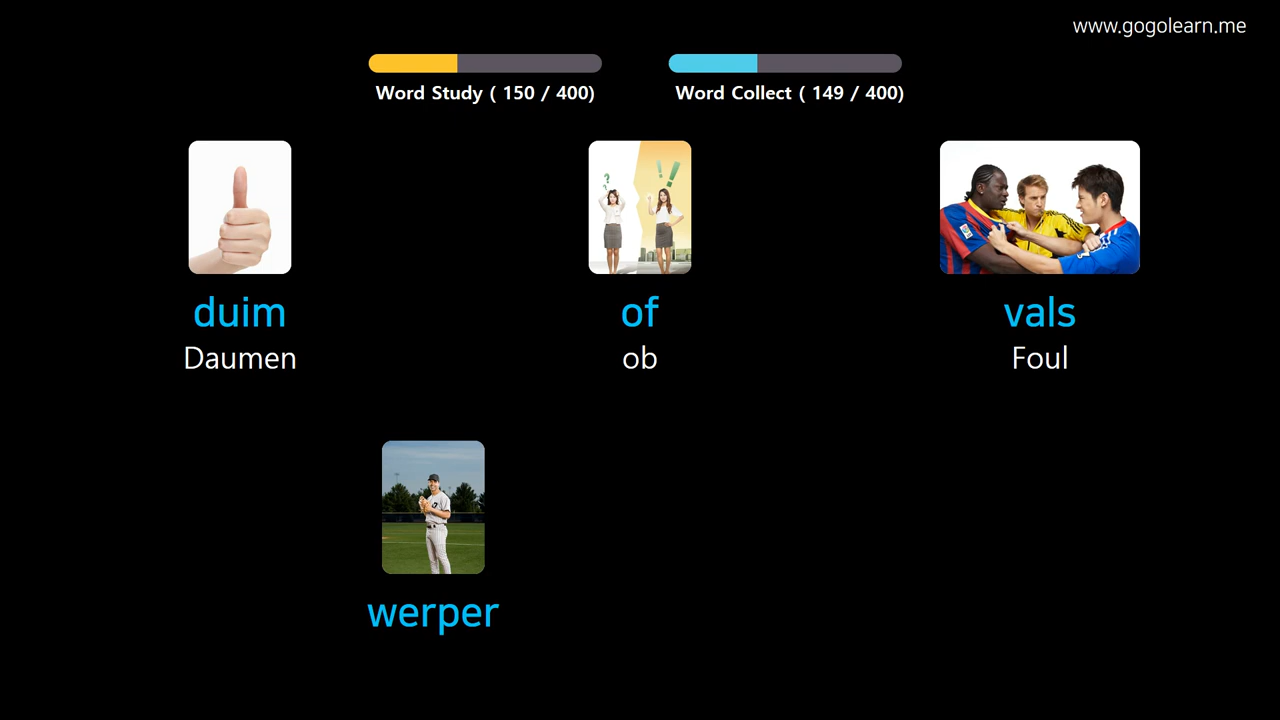 www.gogolearn.me
Word Study ( 150 / 400)
Word Collect ( 149 / 400)
duim
of
vals
Daumen
ob
Foul
werper